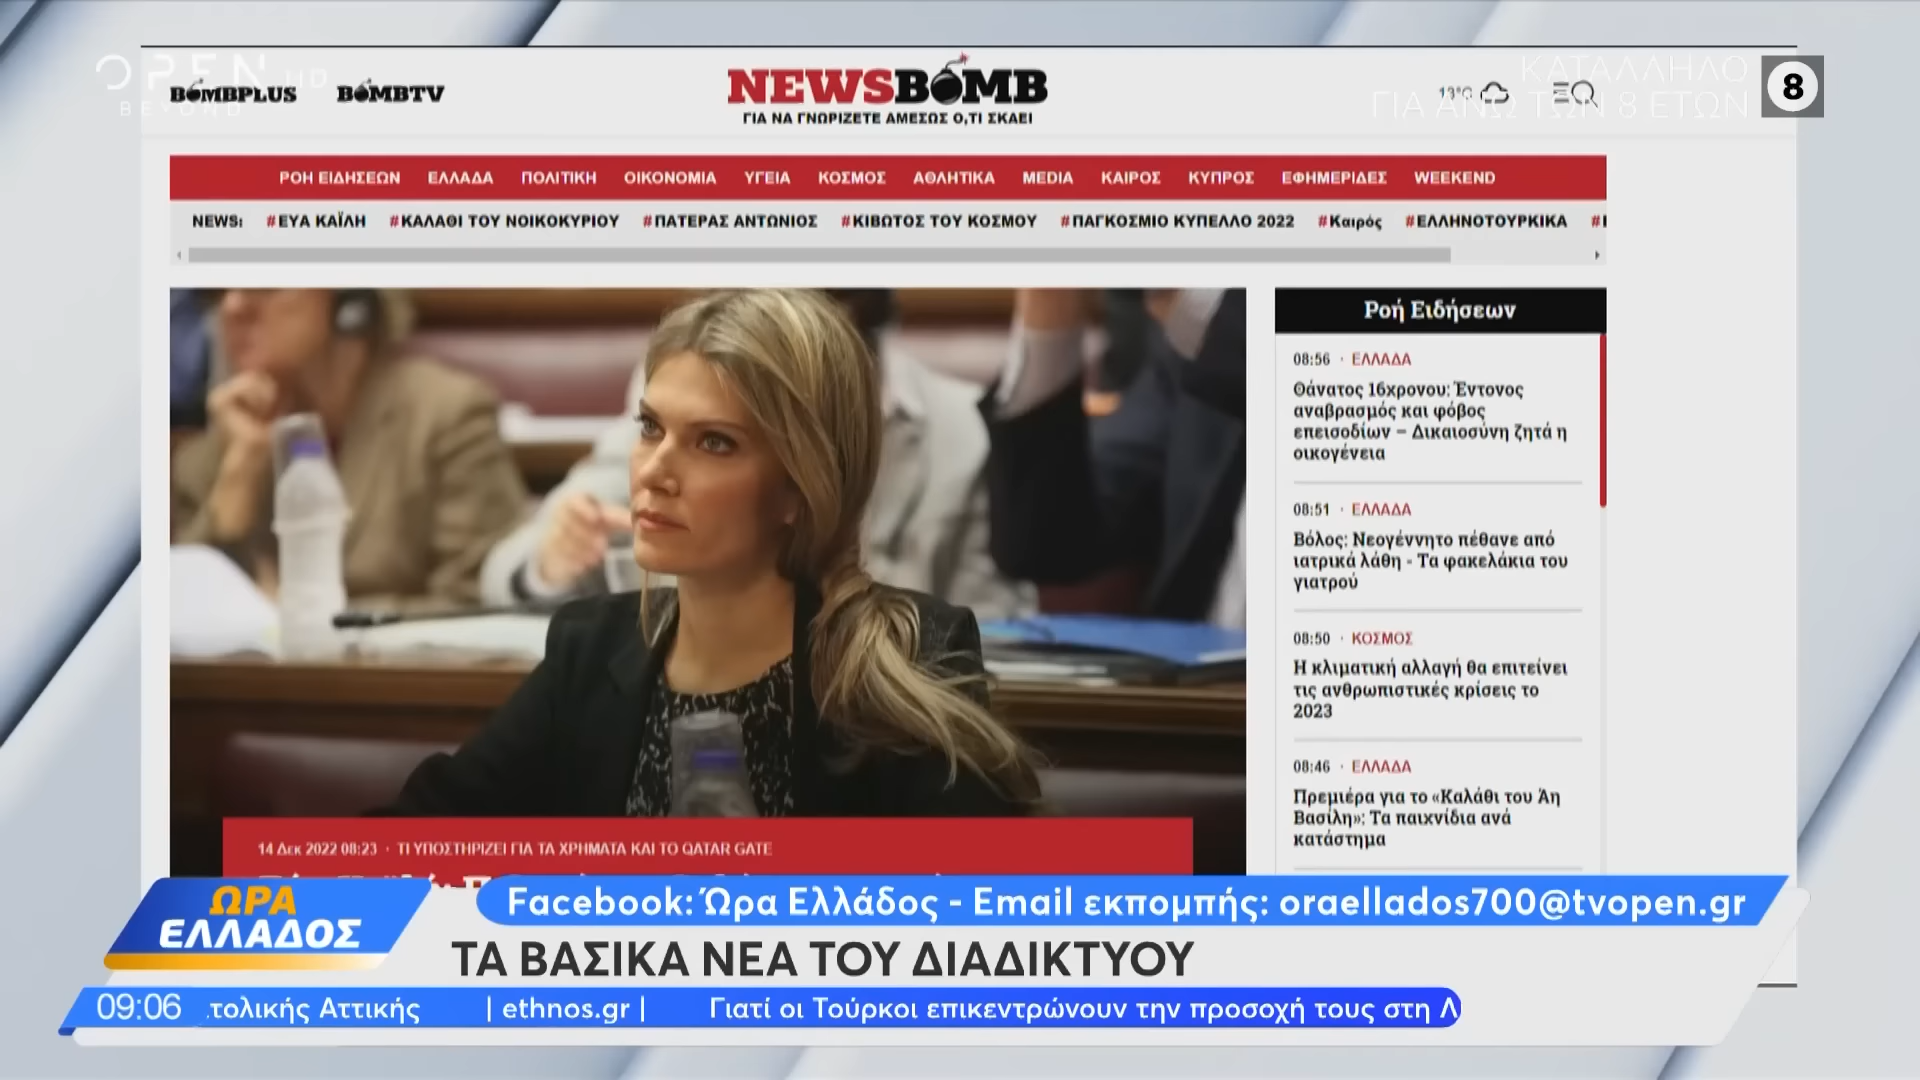 OPEN HD
BEYOND
BOMBPLUS
BOMBTV
NEWSBOMB
ΓΙΑ ΝΑ ΓΝΩΡΙΖΕΤΕ ΑΜΕΣΩΣ Ο,ΤΙ ΣΚΑΕΙ
13°C
ΚΑΤΑΛΛΗΛΟ
ΓΙΑ ΑΝΩ ΤΩΝ 8 ΕΤΩΝ
8
ΡΟΗ ΕΙΔΗΣΕΩΝ ΕΛΛΑΔΑ ΠΟΛΙΤΙΚΗ ΟΙΚΟΝΟΜΙΑ ΥΓΕΙΑ ΚΟΣΜΟΣ ΑΘΛΗΤΙΚΑ MEDIA ΚΑΙΡΟΣ ΚΥΠΡΟΣ ΕΦΗΜΕΡΙΔΕΣ WEEKEND
NEWS: #ΕΥΑ ΚΑΪΛΗ #ΚΑΛΑΘΙ ΤΟΥ ΝΟΙΚΟΚΥΡΙΟΥ #ΠΑΤΕΡΑΣ ΑΝΤΩΝΙΟΣ #ΚΙΒΩΤΟΣ ΤΟΥ ΚΟΣΜΟΥ #ΠΑΓΚΟΣΜΙΟ ΚΥΠΕΛΛΟ 2022 #Καιρός #ΕΛΛΗΝΟΤΟΥΡΚΙΚΑ #
Ροή Ειδήσεων
08:56 · ΕΛΛΑΔΑ
Θάνατος 16χρονου: Έντονος
αναβρασμός και φόβος
επεισοδίων – Δικαιοσύνη ζητά η
οικογένεια
08:51 · ΕΛΛΑΔΑ
Βόλος: Νεογέννητο πέθανε από
ιατρικά λάθη - Τα φακελάκια του
γιατρού
08:50 · ΚΟΣΜΟΣ
Η κλιματική αλλαγή θα επιτείνει
τις ανθρωπιστικές κρίσεις το
2023
08:46 · ΕΛΛΑΔΑ
Πρεμιέρα για το «Καλάθι του Άη
Βασίλη»: Τα παιχνίδια ανά
κατάστημα
14 Δεκ 2022 08:23 · ΤΙ ΥΠΟΣΤΗΡΙΖΕΙ ΓΙΑ ΤΑ ΧΡΗΜΑΤΑ ΚΑΙ ΤΟ QATAR GATE
ΩΡΑ
ΕΛΛΑΔΟΣ
Facebook: Ώρα Ελλάδος - Email εκπομπής: oraellados700@tvopen.gr
ΤΑ ΒΑΣΙΚΑ ΝΕΑ ΤΟΥ ΔΙΑΔΙΚΤΥΟΥ
09:06 τολικής Αττικής | ethnos.gr | Γιατί οι Τούρκοι επικεντρώνουν την προσοχή τους στη Λ